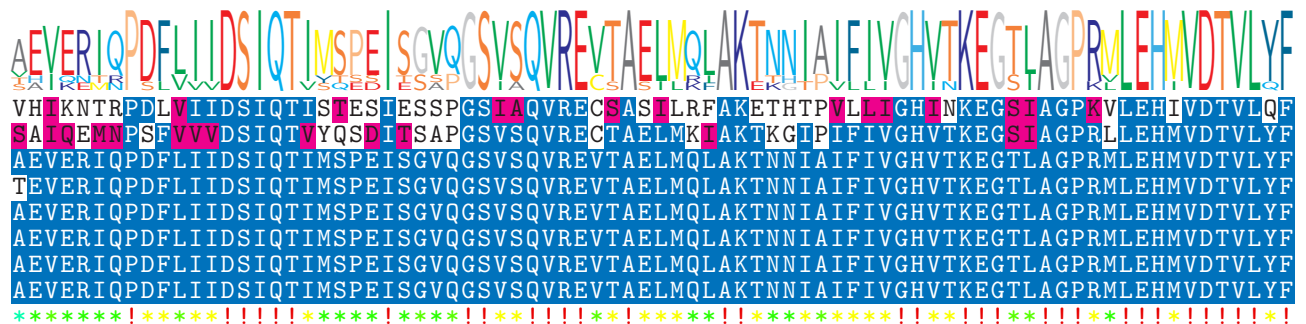 AEVERIQPDFLIIDSIQTIMSPEISGVQGSVSQVREVTAELMQLAKTNNIAIFIVGHVTKEGTLAGPRMLEHMVDTVLYF
VHIKNTRPDLVIIDSIQTISTESIESSPGSIAQVRECSASILRFAKETHTPVLLIGHINKEGSIAGPKVLEHIVDTVLQF
SAIQEMNPSFVVVDSIQTVYQSDITSAPGSVSQVRECTAELMKIAKTKGIPIFIVGHVTKEGSIAGPRLLEHMVDTVLYF
AEVERIQPDFLIIDSIQTIMSPEISGVQGSVSQVREVTAELMQLAKTNNIAIFIVGHVTKEGTLAGPRMLEHMVDTVLYF
TEVERIQPDFLIIDSIQTIMSPEISGVQGSVSQVREVTAELMQLAKTNNIAIFIVGHVTKEGTLAGPRMLEHMVDTVLYF
AEVERIQPDFLIIDSIQTIMSPEISGVQGSVSQVREVTAELMQLAKTNNIAIFIVGHVTKEGTLAGPRMLEHMVDTVLYF
AEVERIQPDFLIIDSIQTIMSPEISGVQGSVSQVREVTAELMQLAKTNNIAIFIVGHVTKEGTLAGPRMLEHMVDTVLYF
AEVERIQPDFLIIDSIQTIMSPEISGVQGSVSQVREVTAELMQLAKTNNIAIFIVGHVTKEGTLAGPRMLEHMVDTVLYF
AEVERIQPDFLIIDSIQTIMSPEISGVQGSVSQVREVTAELMQLAKTNNIAIFIVGHVTKEGTLAGPRMLEHMVDTVLYF
*******!*****!!!!!*****!****!!**!!!!**!*****!!*********!!**!!!**!!!**!!!*!!!!!*!